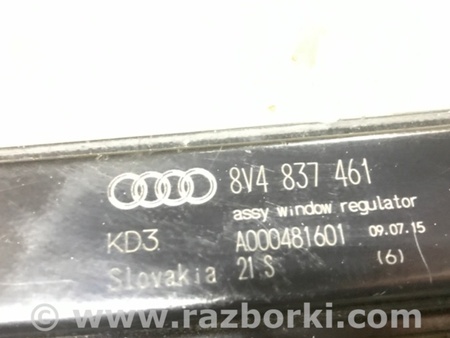 8V4 837 461
assy window regulator
KD3 A000481601 09.07.15
Slovakia 21 S (6)
www.razborki.com